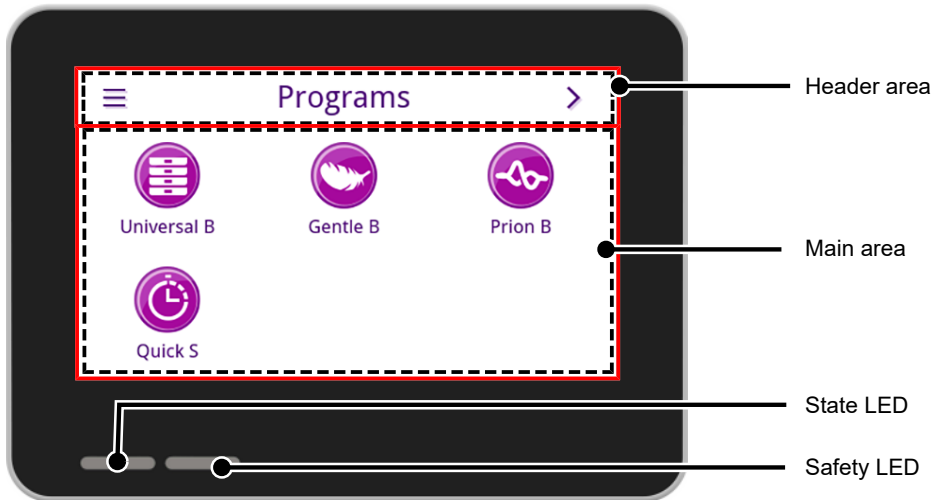 Programs
Header area
Universal B
Gentle B
Prion B
Main area
Quick S
State LED
Safety LED